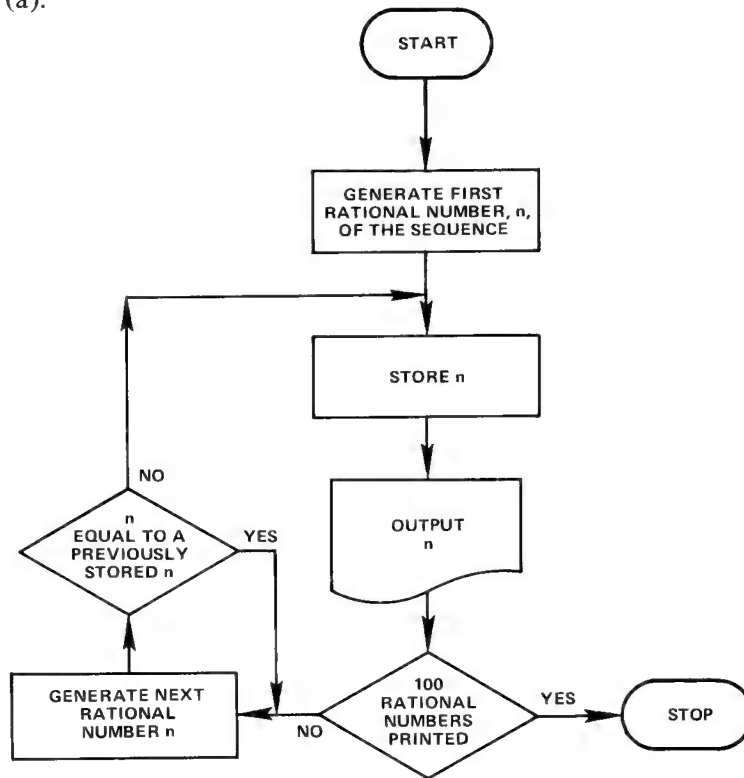 (a).
START
GENERATE FIRST
RATIONAL NUMBER, n,
OF THE SEQUENCE
STORE n
NO
n
EQUAL TO A
PREVIOUSLY
STORED n
YES
OUTPUT
n
GENERATE NEXT
RATIONAL
NUMBER n
NO
100
RATIONAL
NUMBERS
PRINTED
YES
STOP